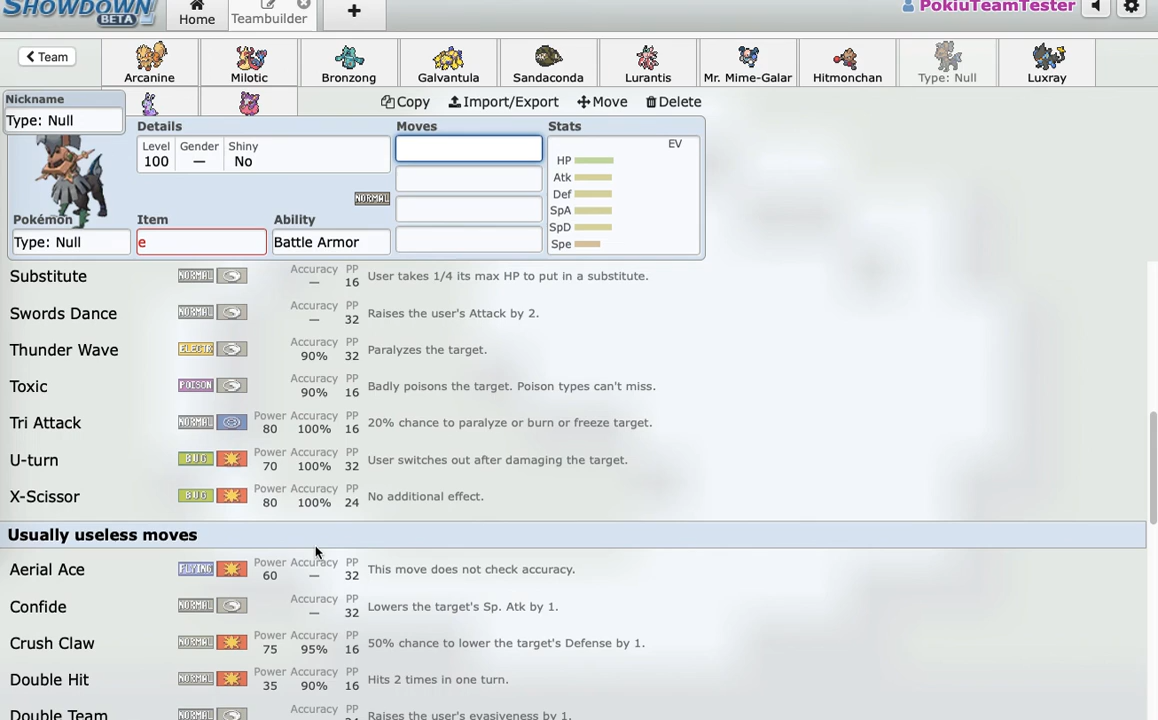 SHOWDOWN
BETA
Home
Teambuilder
+
PokiuTeamTester
Team
Arcanine
Milotic
Bronzong
Galvantula
Sandaconda
Lurantis
Mr. Mime-Galar
Hitmonchan
Type: Null
Luxray
Copy
Import/Export
Move
Delete
Nickname
Type: Null
Details
Moves
Stats
Level
Gender
Shiny
EV
100
—
No
HP
Atk
Def
SpA
SpD
Spe
NORMAL
Pokémon
Item
Ability
Type: Null
e
Battle Armor
Substitute NORMAL Accuracy — PP 16 User takes 1/4 its max HP to put in a substitute.
Swords Dance NORMAL Accuracy — PP 32 Raises the user's Attack by 2.
Thunder Wave ELECTR Accuracy 90% PP 32 Paralyzes the target.
Toxic POISON Accuracy 90% PP 16 Badly poisons the target. Poison types can't miss.
Tri Attack NORMAL Power 80 Accuracy 100% PP 16 20% chance to paralyze or burn or freeze target.
U-turn BUG Power 70 Accuracy 100% PP 32 User switches out after damaging the target.
X-Scissor BUG Power 80 Accuracy 100% PP 24 No additional effect.
Usually useless moves
Aerial Ace FLYING Power 60 Accuracy — PP 32 This move does not check accuracy.
Confide NORMAL Accuracy — PP 32 Lowers the target's Sp. Atk by 1.
Crush Claw NORMAL Power 75 Accuracy 95% PP 16 50% chance to lower the target's Defense by 1.
Double Hit NORMAL Power 35 Accuracy 90% PP 16 Hits 2 times in one turn.
Double Team NORMAL Accuracy PP 24 Raises the user's evasiveness by 1.